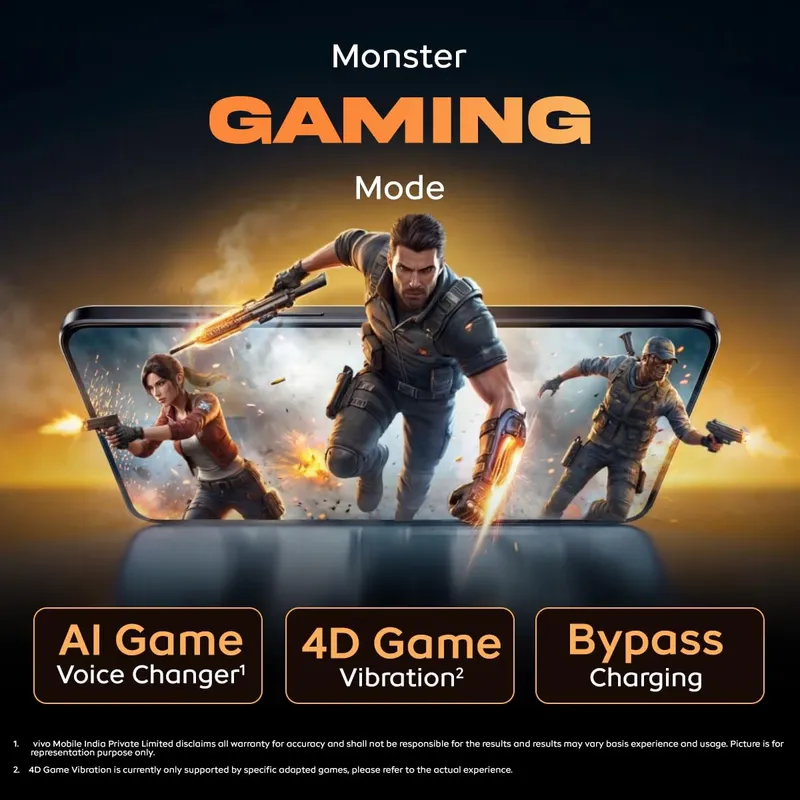 Monster
GAMING
Mode
AI Game
Voice Changer¹
4D Game
Vibration²
Bypass
Charging
1. vivo Mobile India Private Limited disclaims all warranty for accuracy and shall not be responsible for the results and results may vary basis experience and usage. Picture is for
representation purpose only.
2. 4D Game Vibration is currently only supported by specific adapted games, please refer to the actual experience.